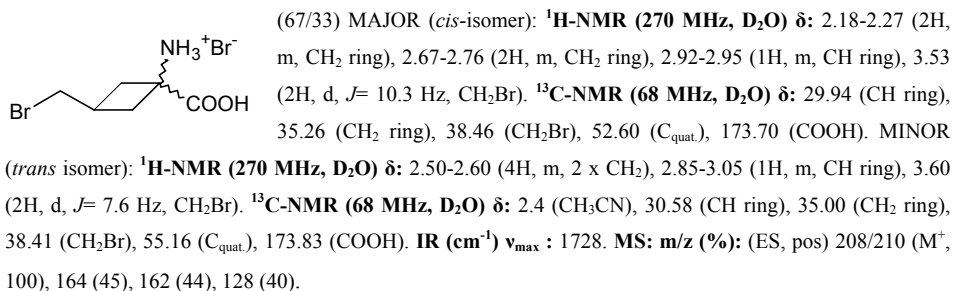 (67/33) MAJOR (cis-isomer): ¹H-NMR (270 MHz, D₂O) δ: 2.18-2.27 (2H,
NH₃⁺Br⁻
m, CH₂ ring), 2.67-2.76 (2H, m, CH₂ ring), 2.92-2.95 (1H, m, CH ring), 3.53
Br
COOH
(2H, d, J= 10.3 Hz, CH₂Br). ¹³C-NMR (68 MHz, D₂O) δ: 29.94 (CH ring),
35.26 (CH₂ ring), 38.46 (CH₂Br), 52.60 (Cquat.), 173.70 (COOH). MINOR
(trans isomer): ¹H-NMR (270 MHz, D₂O) δ: 2.50-2.60 (4H, m, 2 x CH₂), 2.85-3.05 (1H, m, CH ring), 3.60
(2H, d, J= 7.6 Hz, CH₂Br). ¹³C-NMR (68 MHz, D₂O) δ: 2.4 (CH₃CN), 30.58 (CH ring), 35.00 (CH₂ ring),
38.41 (CH₂Br), 55.16 (Cquat.), 173.83 (COOH). IR (cm⁻¹) νmax : 1728. MS: m/z (%): (ES, pos) 208/210 (M⁺,
100), 164 (45), 162 (44), 128 (40).